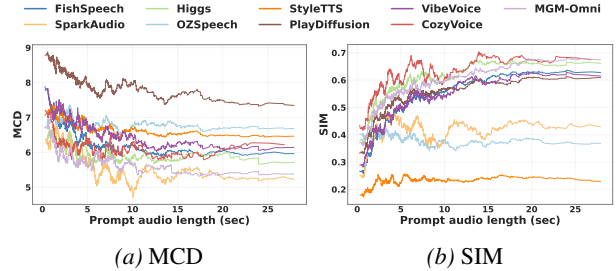 FishSpeech Higgs StyleTTS VibeVoice MGM-Omni
SparkAudio OZSpeech PlayDiffusion CozyVoice
9
8
7
6
5
MCD
0 5 10 15 20 25
Prompt audio length (sec)
(a) MCD
0.7
0.6
0.5
0.4
0.3
0.2
SIM
0 5 10 15 20 25
Prompt audio length (sec)
(b) SIM